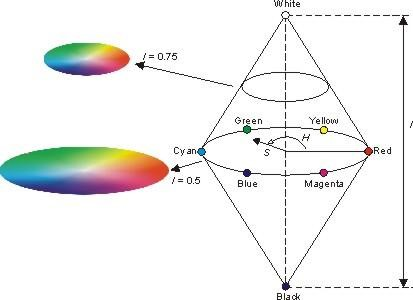 White
I = 0.75
I
Green
Yellow
H
S
Cyan
Red
I = 0.5
Blue
Magenta
Black